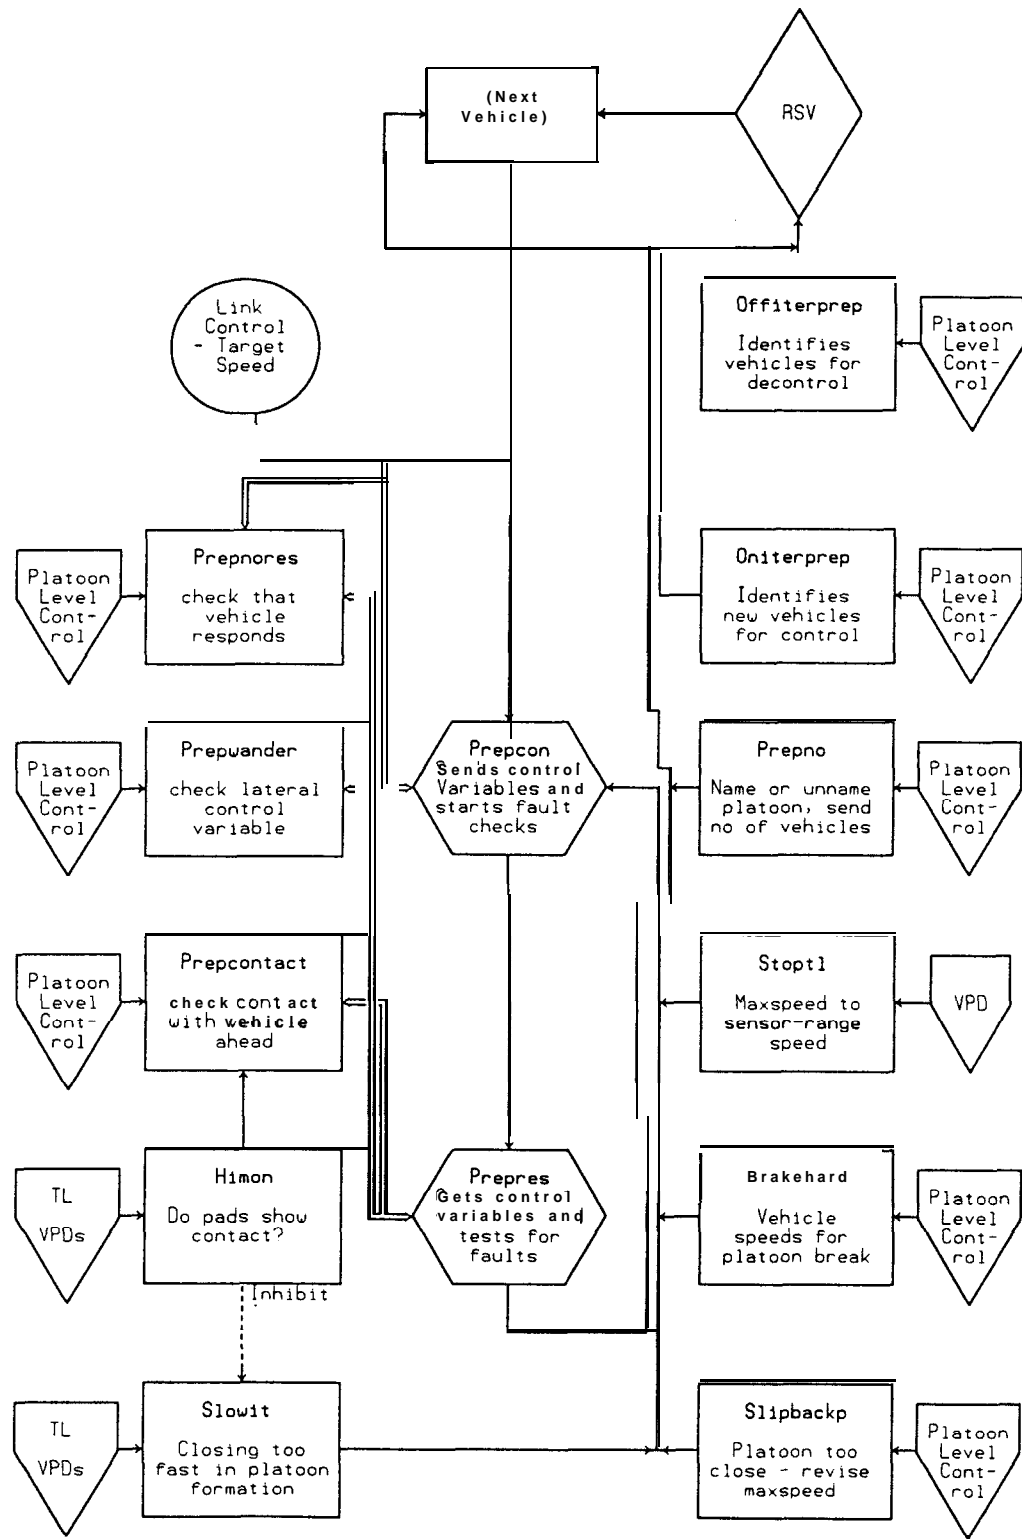 (Next
Vehicle)
RSV
Link
Control
- Target
Speed
Offiterprep
Identifies
vehicles for
decontrol
Platoon
Level
Cont-
rol
Platoon
Level
Cont-
rol
Prepnores
check that
vehicle
responds
Oniterprep
Identifies
new vehicles
for control
Platoon
Level
Cont-
rol
Platoon
Level
Cont-
rol
Prepwander
check lateral
control
variable
Prepcon
Sends control
Variables and
starts fault
checks
Prepno
Name or unname
platoon, send
no of vehicles
Platoon
Level
Cont-
rol
Platoon
Level
Cont-
rol
Prepcontact
check contact
with vehicle
ahead
Stoptl
Maxspeed to
sensor-range
speed
VPD
TL
VPDs
Himon
Do pads show
contact?
Inhibit
Prepres
Gets control
variables and
tests for
faults
Brakehard
Vehicle
speeds for
platoon break
Platoon
Level
Cont-
rol
TL
VPDs
Slowit
Closing too
fast in platoon
formation
Slipbackp
Platoon too
close - revise
maxspeed
Platoon
Level
Cont-
rol